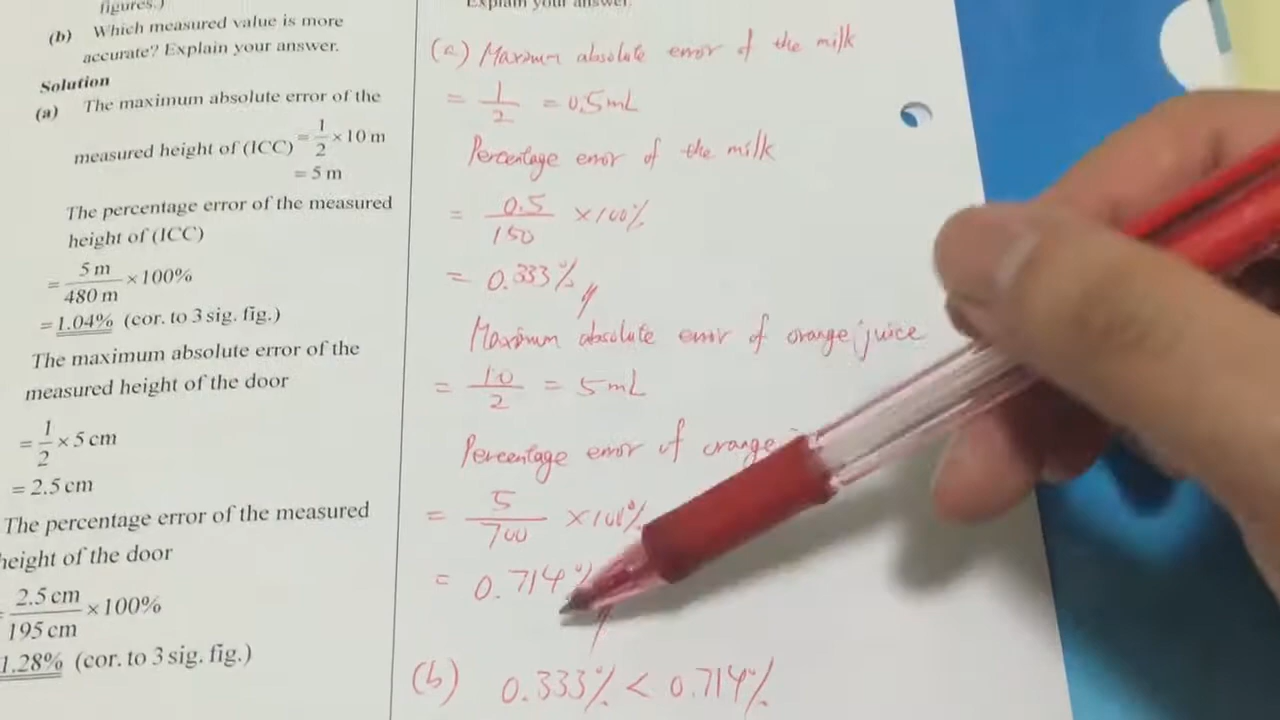 figures.)
(b) Which measured value is more
accurate? Explain your answer.
Solution
(a) The maximum absolute error of the
measured height of (ICC) = 1/2 × 10 m
= 5 m
The percentage error of the measured
height of (ICC)
= 5 m / 480 m × 100%
= 1.04% (cor. to 3 sig. fig.)
The maximum absolute error of the
measured height of the door
= 1/2 × 5 cm
= 2.5 cm
The percentage error of the measured
height of the door
= 2.5 cm / 195 cm × 100%
1.28% (cor. to 3 sig. fig.)
Explain your answer.
(a) Maximum absolute error of the milk
= 1/2 = 0.5 mL
Percentage error of the milk
= 0.5/150 × 100%
= 0.333%
Maximum absolute error of orange juice
= 10/2 = 5 mL
Percentage error of orange
= 5/700 × 100%
= 0.714%
(b) 0.333% < 0.714%